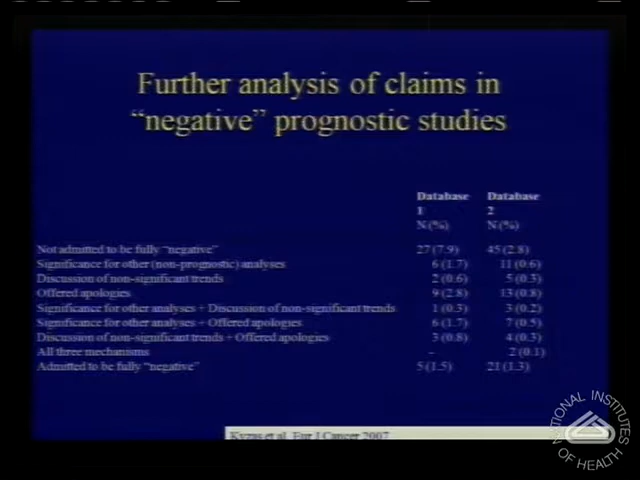 Further analysis of claims in
“negative” prognostic studies
Database Database
1 2
N (%) N (%)
Not admitted to be fully “negative” 27 (7.9) 45 (2.8)
Significance for other (non-prognostic) analyses 6 (1.7) 11 (0.6)
Discussion of non-significant trends 2 (0.6) 5 (0.3)
Offered apologies 9 (2.8) 13 (0.8)
Significance for other analyses + Discussion of non-significant trends 1 (0.3) 3 (0.2)
Significance for other analyses + Offered apologies 6 (1.7) 7 (0.5)
Discussion of non-significant trends + Offered apologies 3 (0.8) 4 (0.3)
All three mechanisms - 2 (0.1)
Admitted to be fully “negative” 5 (1.5) 21 (1.3)
Kyzas et al. Eur J Cancer 2007
NATIONAL INSTITUTES
OF HEALTH